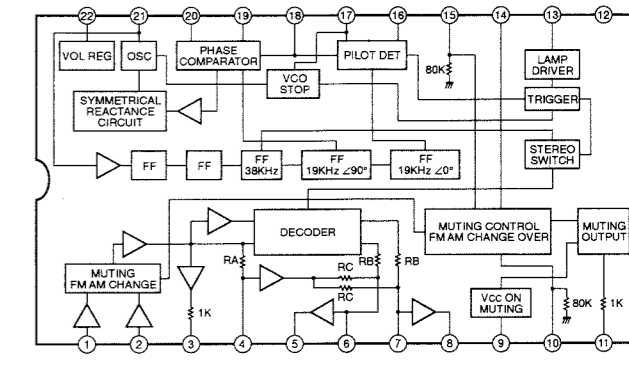 22 21 20 19 18 17 16 15 14 13 12
VOL REG
OSC
PHASE
COMPARATOR
PILOT DET
80K
LAMP
DRIVER
VCO
STOP
TRIGGER
SYMMETRICAL
REACTANCE
CIRCUIT
STEREO
SWITCH
FF
FF
FF
38KHz
FF
19KHz ∠90°
FF
19KHz ∠0°
DECODER
MUTING CONTROL
FM AM CHANGE OVER
MUTING
OUTPUT
MUTING
FM AM CHANGE
RA
RB
RB
RC
RC
1K
VCC ON
MUTING
80K
1K
1 2 3 4 5 6 7 8 9 10 11